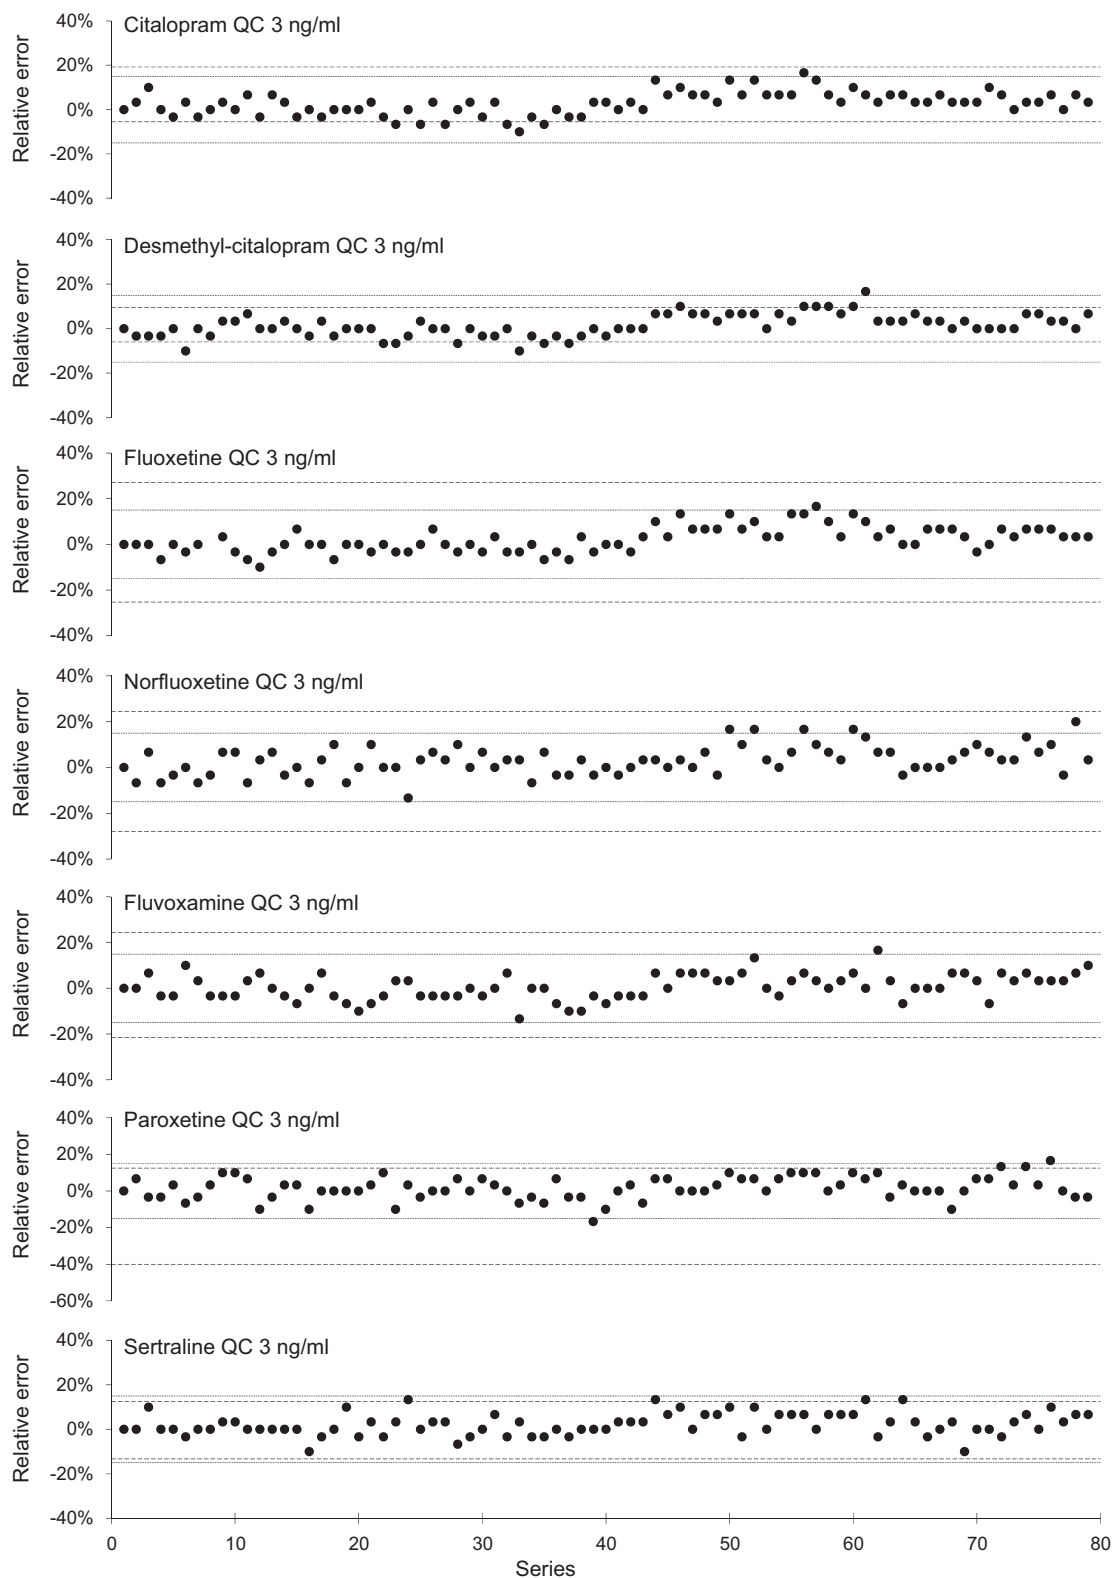 Citalopram QC 3 ng/ml
Relative error
40%
20%
0%
-20%
-40%
Desmethyl-citalopram QC 3 ng/ml
Relative error
40%
20%
0%
-20%
-40%
Fluoxetine QC 3 ng/ml
Relative error
40%
20%
0%
-20%
-40%
Norfluoxetine QC 3 ng/ml
Relative error
40%
20%
0%
-20%
-40%
Fluvoxamine QC 3 ng/ml
Relative error
40%
20%
0%
-20%
-40%
Paroxetine QC 3 ng/ml
Relative error
40%
20%
0%
-20%
-40%
-60%
Sertraline QC 3 ng/ml
Relative error
40%
20%
0%
-20%
-40%
0 10 20 30 40 50 60 70 80
Series